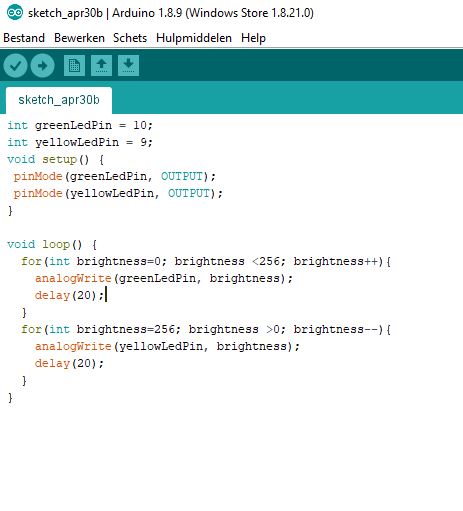 sketch_apr30b | Arduino 1.8.9 (Windows Store 1.8.21.0)
Bestand Bewerken Schets Hulpmiddelen Help
sketch_apr30b
int greenLedPin = 10;
int yellowLedPin = 9;
void setup() {
 pinMode(greenLedPin, OUTPUT);
 pinMode(yellowLedPin, OUTPUT);
}
void loop() {
  for(int brightness=0; brightness <256; brightness++){
    analogWrite(greenLedPin, brightness);
    delay(20);
  }
  for(int brightness=256; brightness >0; brightness--){
    analogWrite(yellowLedPin, brightness);
    delay(20);
  }
}